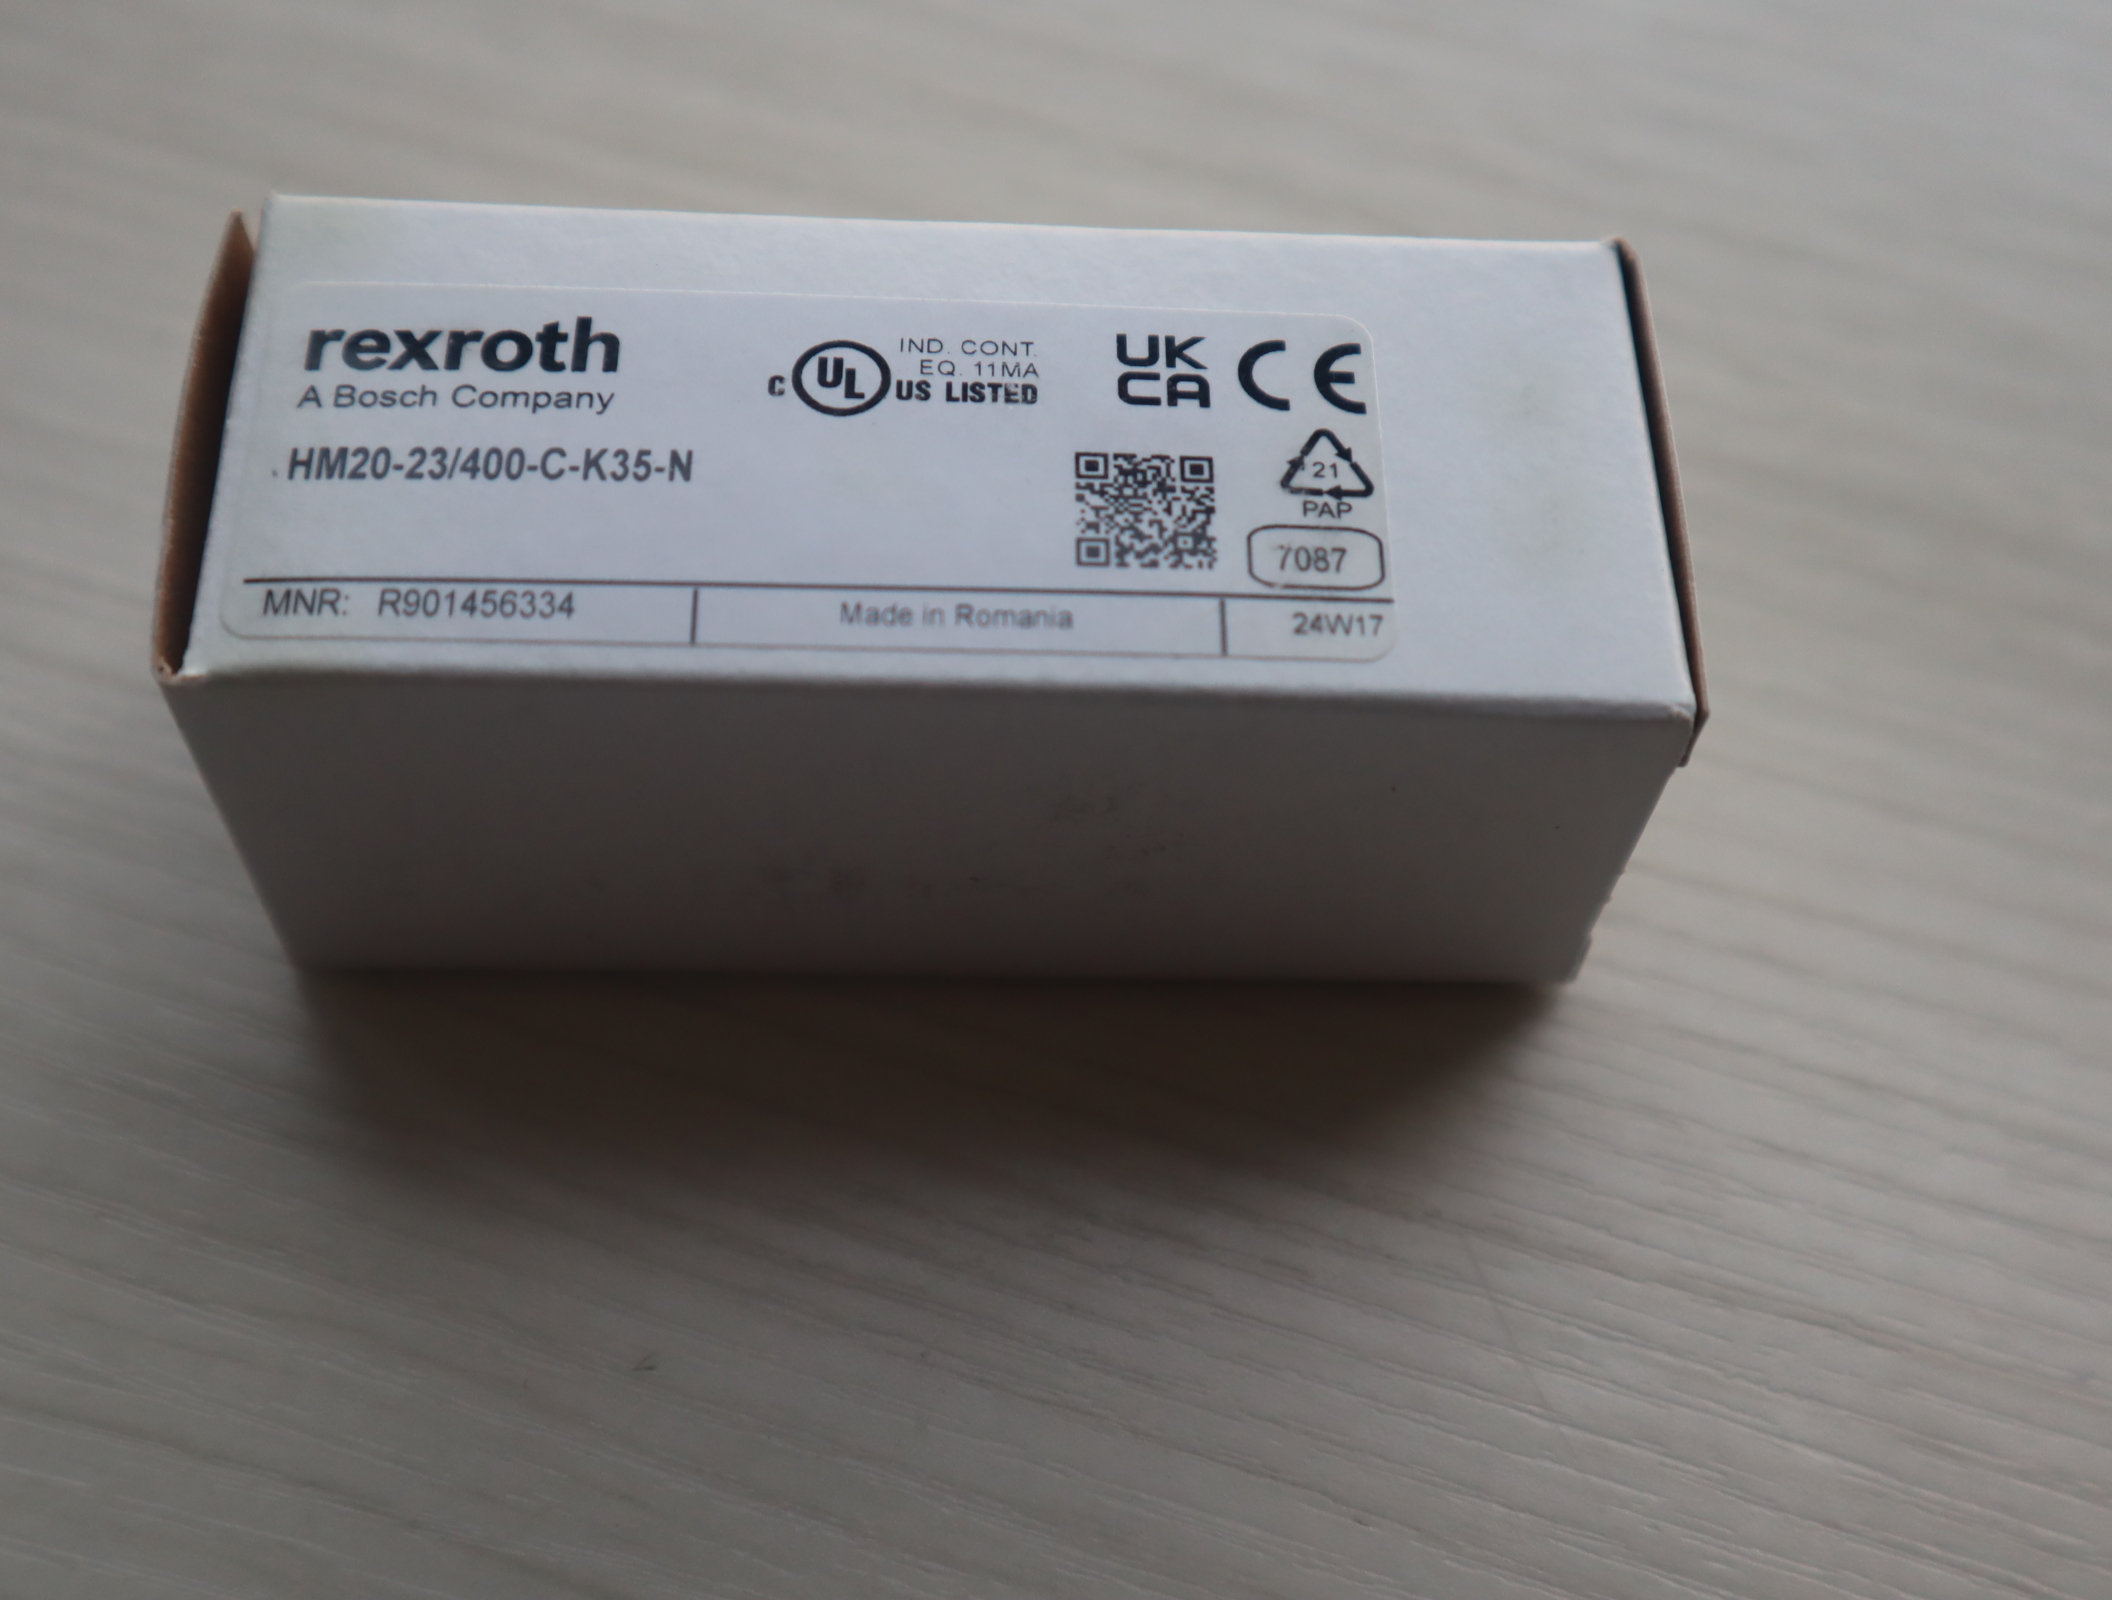 rexroth
A Bosch Company
C UL US LISTED
IND. CONT.
EQ. 11MA
UK
CA
CE
HM20-23/400-C-K35-N
21
PAP
7087
MNR: R901456334
Made in Romania
24W17